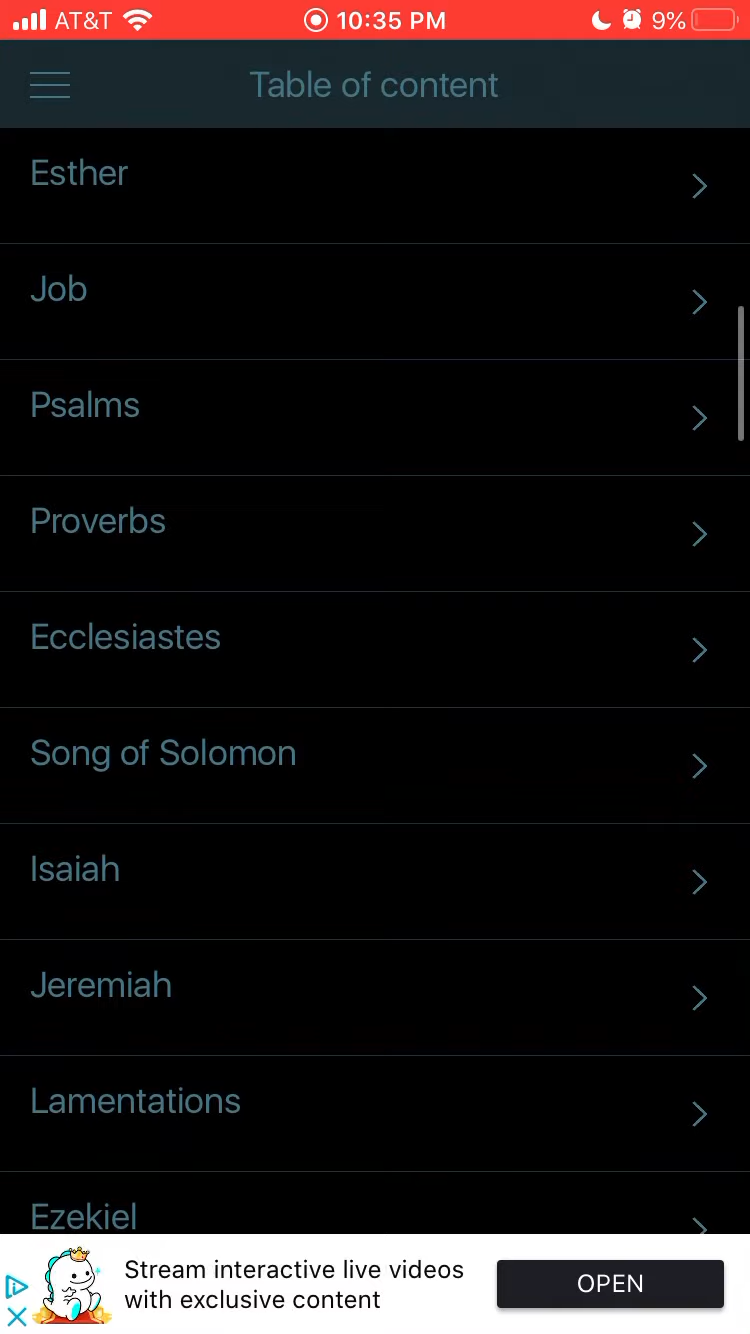 AT&T 10:35 PM 9%
Table of content
Esther
Job
Psalms
Proverbs
Ecclesiastes
Song of Solomon
Isaiah
Jeremiah
Lamentations
Ezekiel
Stream interactive live videos
with exclusive content
OPEN